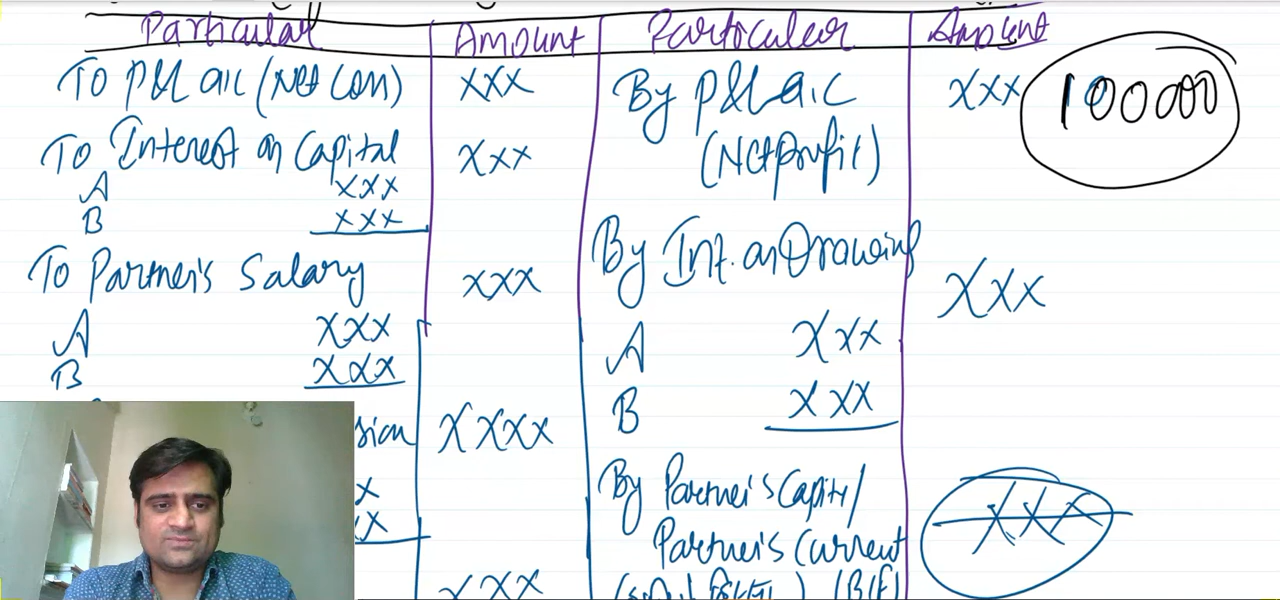 Particular Amount Particular Amount
To P&L a/c (Net Loss) XXX By P&L a/c XXX 100000
(Net profit)
To Interest on Capital XXX
A XXX
B XXX
By Int. on Drawing XXX
To Partner's Salary XXX
A XXX A XXX
B XXX B XXX
sion XXXX
X By Partner's Capital/ XXX
XX Partner's Current
XXX (B/F)